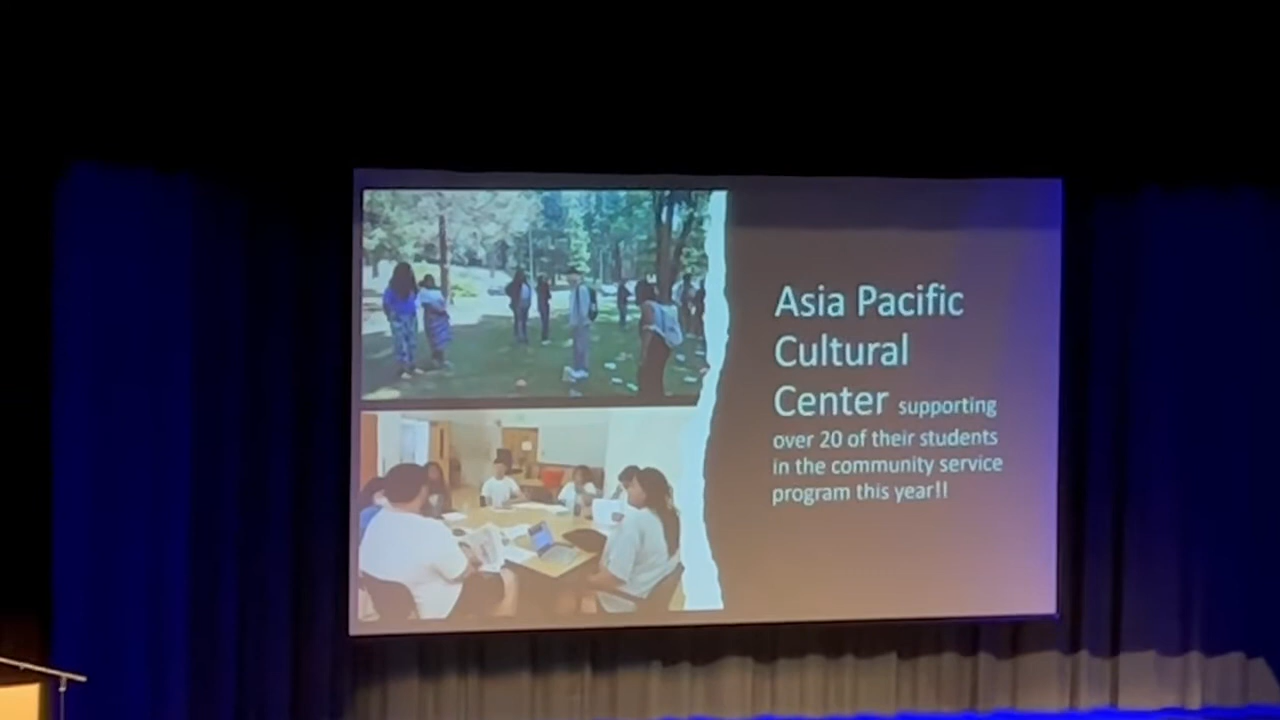 Asia Pacific
Cultural
Center supporting
over 20 of their students
in the community service
program this year!!